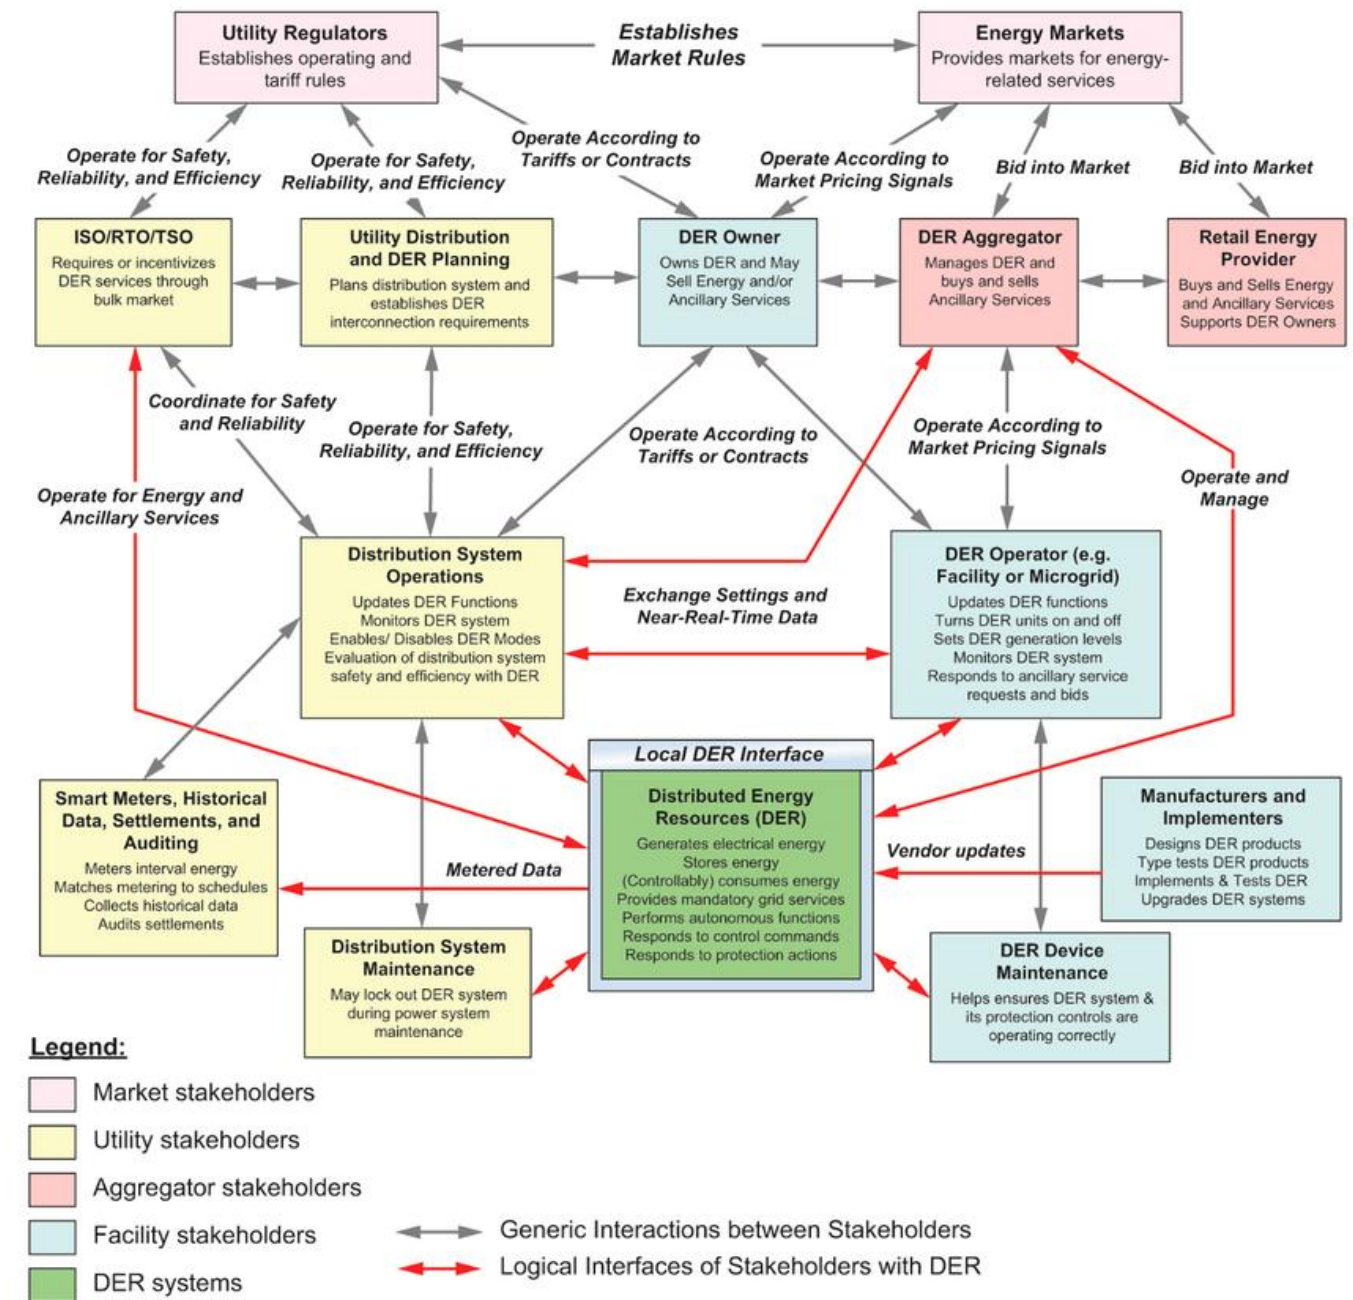 Utility Regulators
Establishes operating and
tariff rules
Establishes
Market Rules
Energy Markets
Provides markets for energy-
related services
Operate for Safety,
Reliability, and Efficiency
Operate for Safety,
Reliability, and Efficiency
Operate According to
Tariffs or Contracts
Operate According to
Market Pricing Signals
Bid into Market
Bid into Market
ISO/RTO/TSO
Requires or incentivizes
DER services through
bulk market
Utility Distribution
and DER Planning
Plans distribution system and
establishes DER
interconnection requirements
DER Owner
Owns DER and May
Sell Energy and/or
Ancillary Services
DER Aggregator
Manages DER and
buys and sells
Ancillary Services
Retail Energy
Provider
Buys and Sells Energy
and Ancillary Services
Supports DER Owners
Coordinate for Safety
and Reliability
Operate for Safety,
Reliability, and Efficiency
Operate According to
Tariffs or Contracts
Operate According to
Market Pricing Signals
Operate and
Manage
Operate for Energy and
Ancillary Services
Distribution System
Operations
Updates DER Functions
Monitors DER system
Enables/ Disables DER Modes
Evaluation of distribution system
safety and efficiency with DER
Exchange Settings and
Near-Real-Time Data
DER Operator (e.g.
Facility or Microgrid)
Updates DER functions
Turns DER units on and off
Sets DER generation levels
Monitors DER system
Responds to ancillary service
requests and bids
Local DER Interface
Distributed Energy
Resources (DER)
Generates electrical energy
Stores energy
(Controllably) consumes energy
Provides mandatory grid services
Performs autonomous functions
Responds to control commands
Responds to protection actions
Smart Meters, Historical
Data, Settlements, and
Auditing
Meters interval energy
Matches metering to schedules
Collects historical data
Audits settlements
Metered Data
Vendor updates
Manufacturers and
Implementers
Designs DER products
Type tests DER products
Implements & Tests DER
Upgrades DER systems
Distribution System
Maintenance
May lock out DER system
during power system
maintenance
DER Device
Maintenance
Helps ensures DER system &
its protection controls are
operating correctly
Legend:
Market stakeholders
Utility stakeholders
Aggregator stakeholders
Facility stakeholders
DER systems
Generic Interactions between Stakeholders
Logical Interfaces of Stakeholders with DER